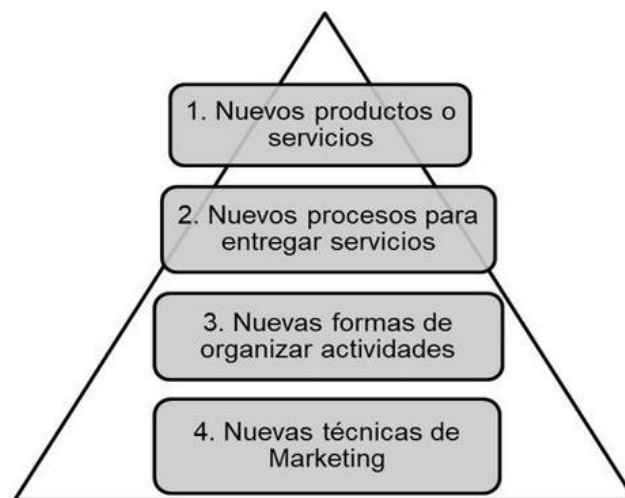 1. Nuevos productos o
servicios
2. Nuevos procesos para
entregar servicios
3. Nuevas formas de
organizar actividades
4. Nuevas técnicas de
Marketing